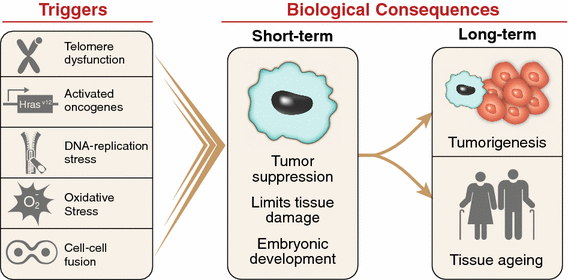 Triggers
Telomere
dysfunction
Hras V12
Activated
oncogenes
DNA-replication
stress
O2-
Oxidative
Stress
Cell-cell
fusion
Biological Consequences
Short-term
Tumor
suppression
Limits tissue
damage
Embryonic
development
Long-term
Tumorigenesis
Tissue ageing